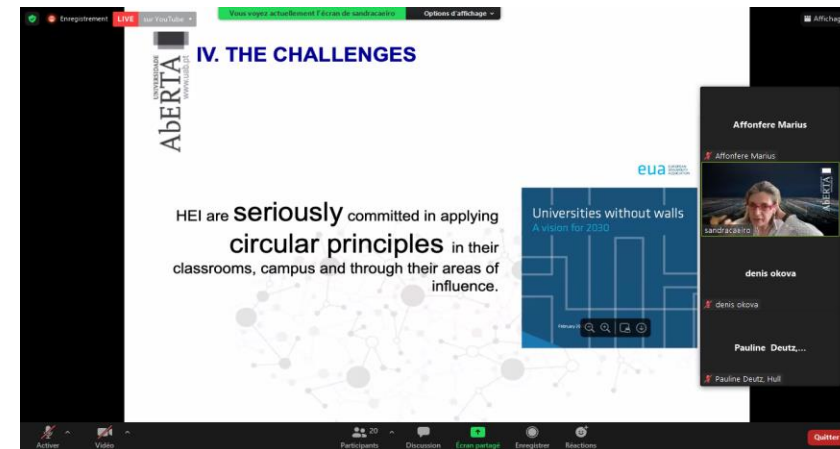 Enregistrement
LIVE
sur YouTube
Vous voyez actuellement l'écran de sandracaeiro
Options d'affichage
Affichage
UNIVERSIDADE
AbERTA
www.uab.pt
IV. THE CHALLENGES
HEI are seriously committed in applying
circular principles in their
classrooms, campus and through their areas of
influence.
eua
Universities without walls
A vision for 2030
Affonfere Marius
Affonfere Marius
AbERTA
sandracaeiro
denis okova
denis okova
Pauline Deutz,...
Pauline Deutz, Hull
Activer
Vidéo
20
Participants
Discussion
Écran partagé
Enregistrer
Réactions
Quitter